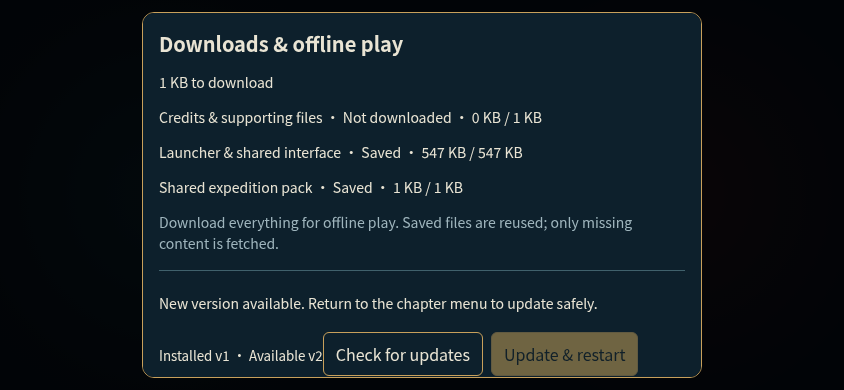 Downloads & offline play
1 KB to download
Credits & supporting files • Not downloaded • 0 KB / 1 KB
Launcher & shared interface • Saved • 547 KB / 547 KB
Shared expedition pack • Saved • 1 KB / 1 KB
Download everything for offline play. Saved files are reused; only missing
content is fetched.
New version available. Return to the chapter menu to update safely.
Installed v1 • Available v2 Check for updates Update & restart